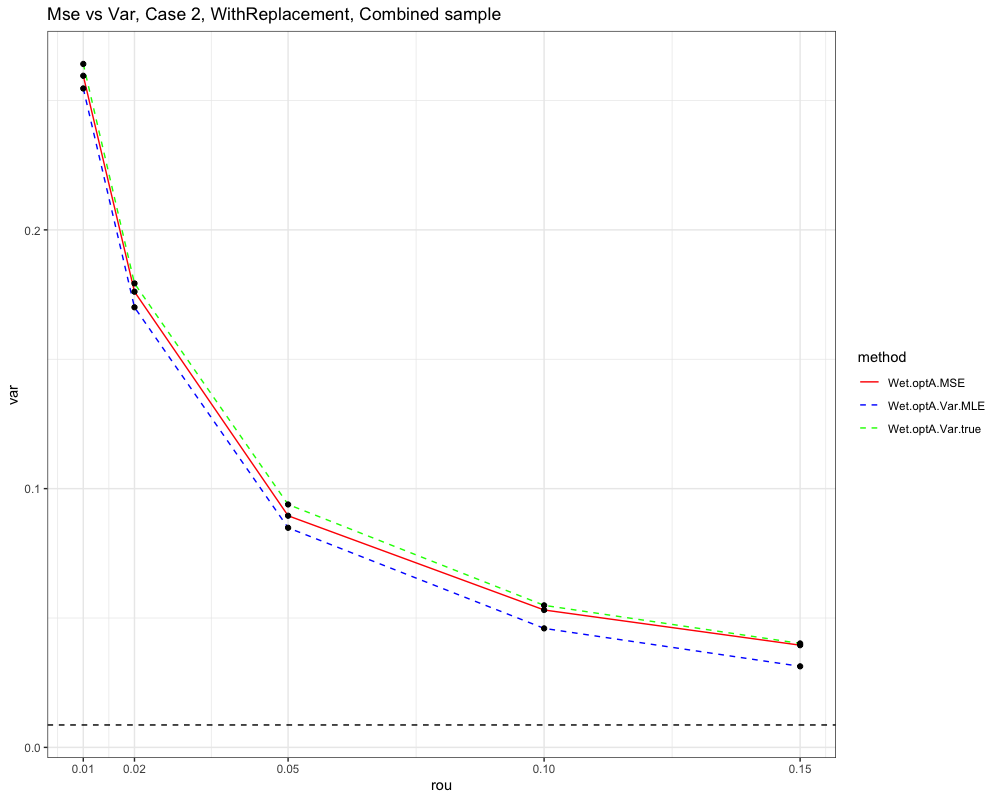 Mse vs Var, Case 2, WithReplacement, Combined sample
var
0.2
0.1
0.0
0.01
0.02
0.05
0.10
0.15
rou
method
Wet.optA.MSE
Wet.optA.Var.MLE
Wet.optA.Var.true